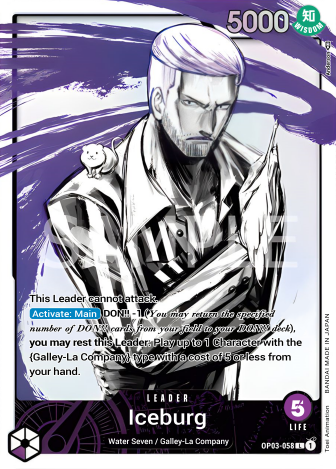 5000
知
WISDOM
SAMPLE
This Leader cannot attack.
Activate: Main DON!! -1 (You may return the specified
number of DON!! cards from your field to your DON!! deck),
you may rest this Leader: Play up to 1 Character with the
{Galley-La Company} type with a cost of 5 or less from
your hand.
LEADER
Iceburg
Water Seven / Galley-La Company
5
LIFE
OP03-058 L 1
Toei Animation BANDAI MADE IN JAPAN